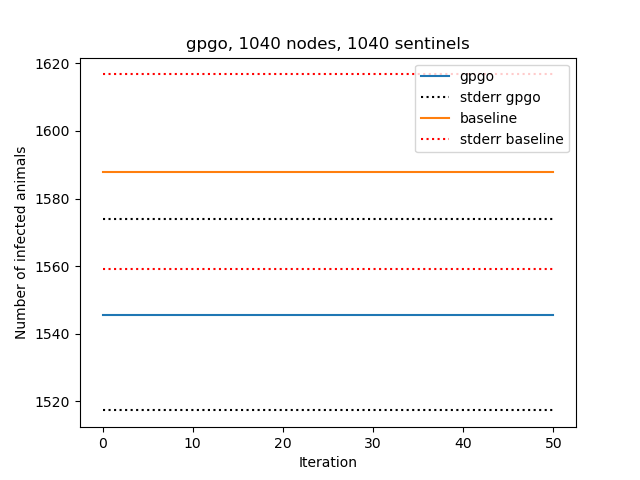 gpgo, 1040 nodes, 1040 sentinels
Number of infected animals
1620
1600
1580
1560
1540
1520
gpgo
stderr gpgo
baseline
stderr baseline
0 10 20 30 40 50
Iteration